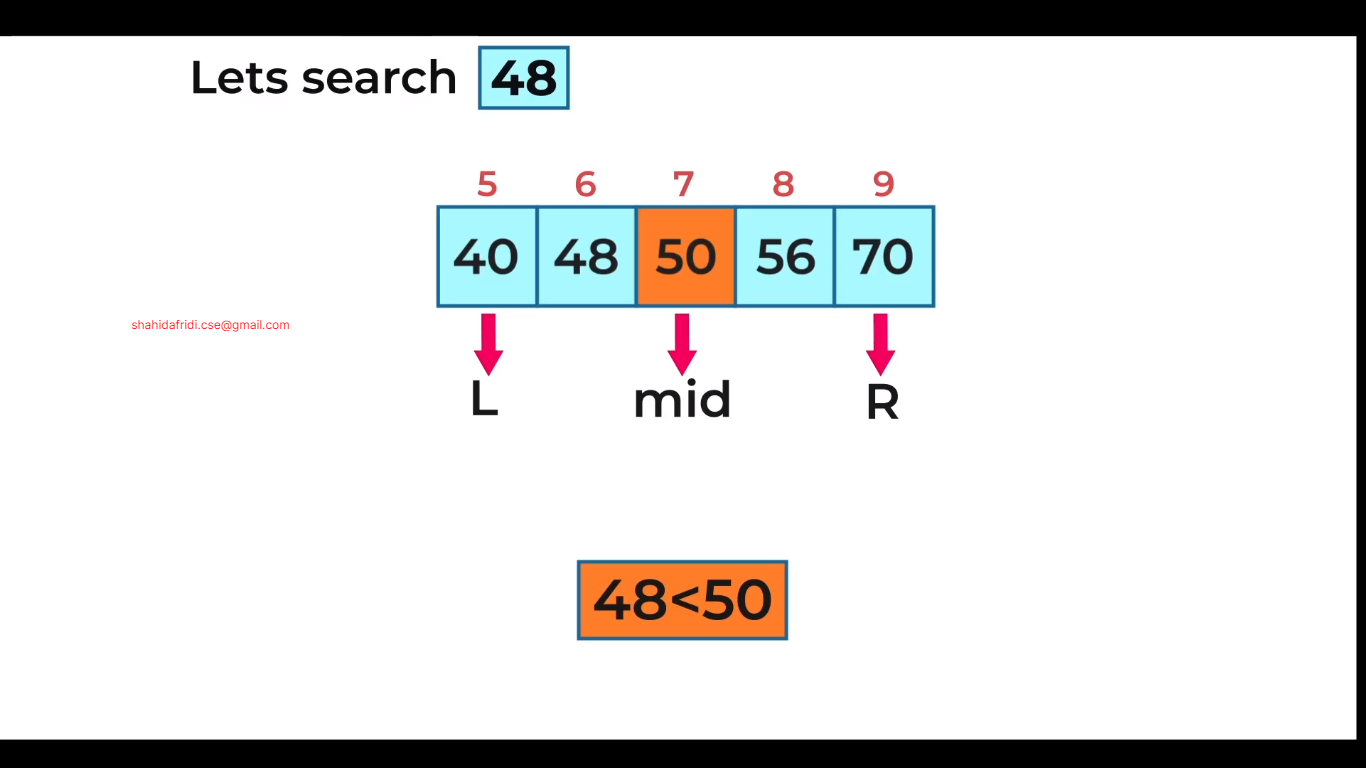 Lets search 48
5 6 7 8 9
40 48 50 56 70
shahidafridi.cse@gmail.com
L mid R
48<50